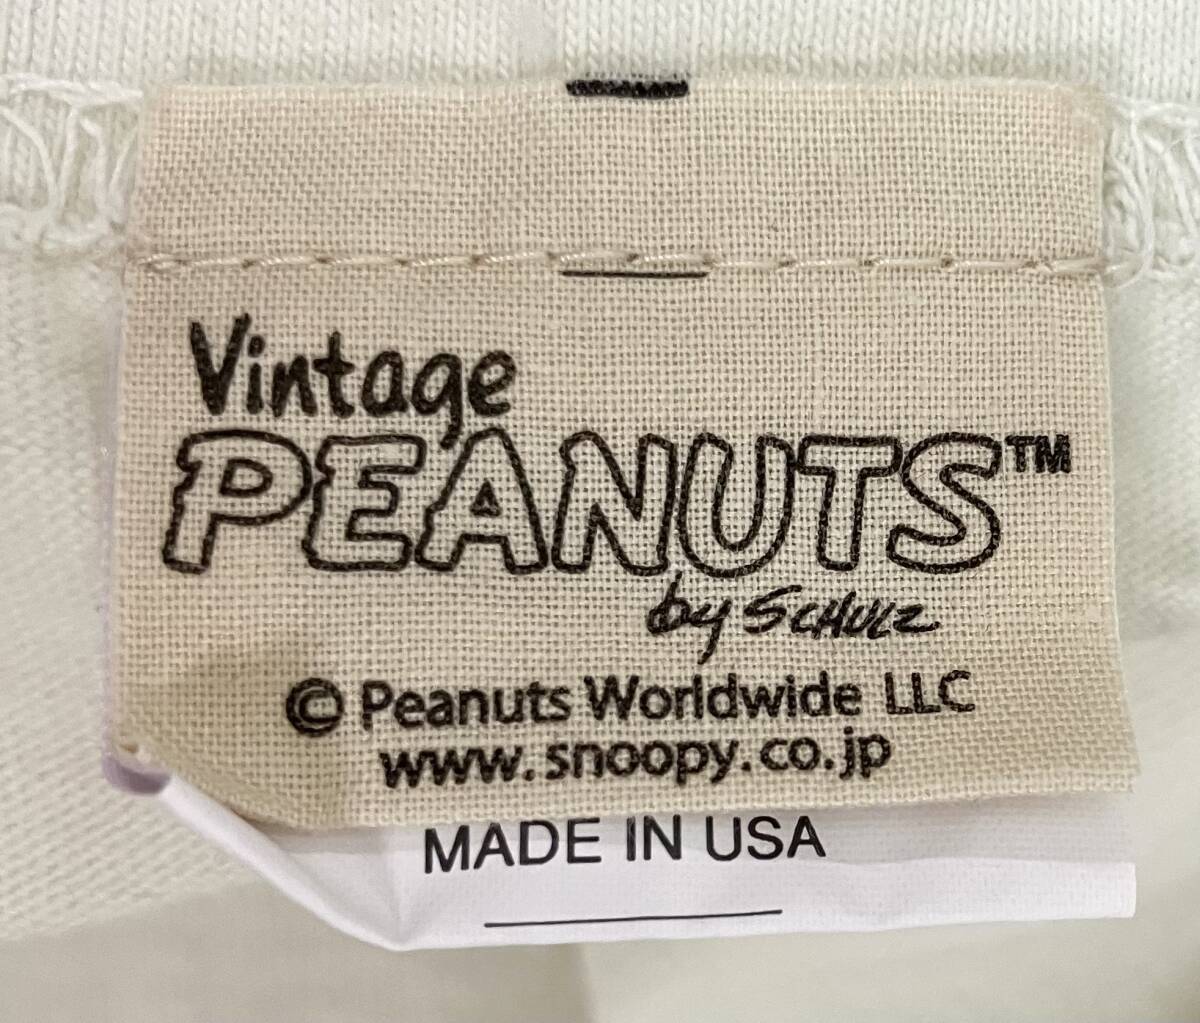 Vintage
PEANUTS™
by SCHULZ
© Peanuts Worldwide LLC
www.snoopy.co.jp
MADE IN USA